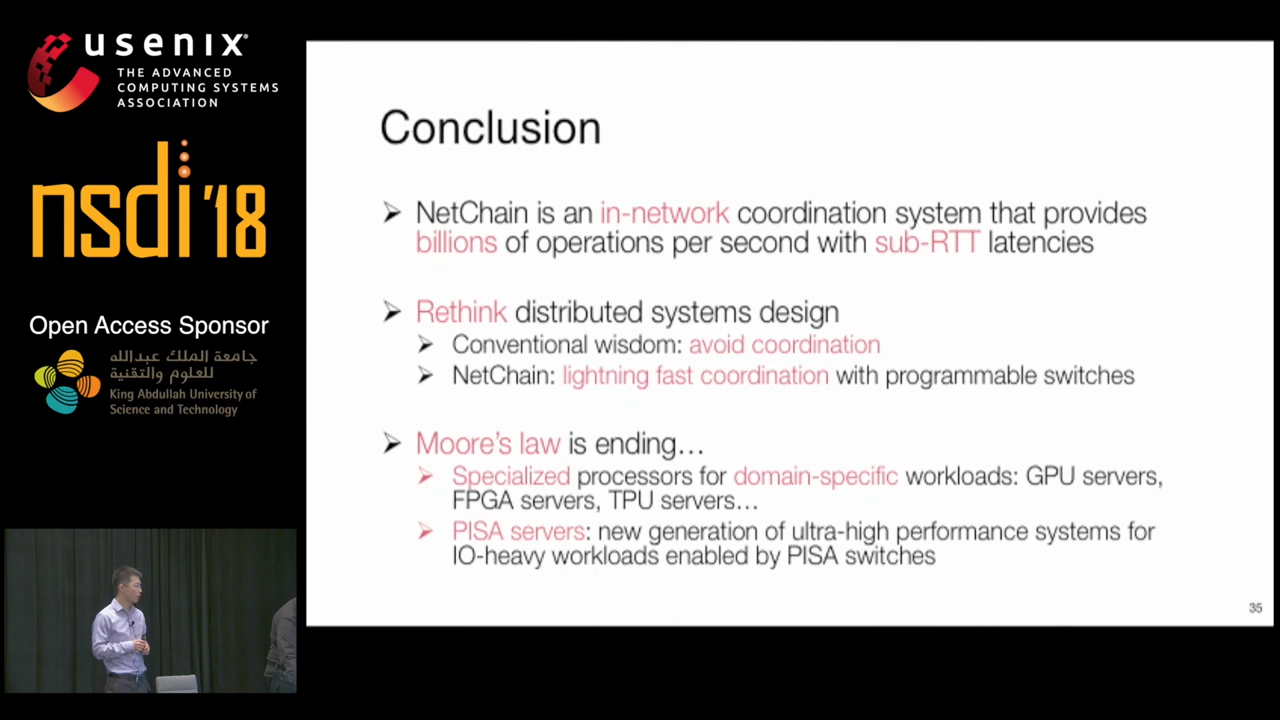 usenix
THE ADVANCED
COMPUTING SYSTEMS
ASSOCIATION
nsdi '18
Open Access Sponsor
جامعة الملك عبدالله
للعلوم والتقنية
King Abdullah University of
Science and Technology
Conclusion
➢ NetChain is an in-network coordination system that provides
billions of operations per second with sub-RTT latencies
➢ Rethink distributed systems design
➢ Conventional wisdom: avoid coordination
➢ NetChain: lightning fast coordination with programmable switches
➢ Moore's law is ending…
➢ Specialized processors for domain-specific workloads: GPU servers,
FPGA servers, TPU servers…
➢ PISA servers: new generation of ultra-high performance systems for
IO-heavy workloads enabled by PISA switches
35